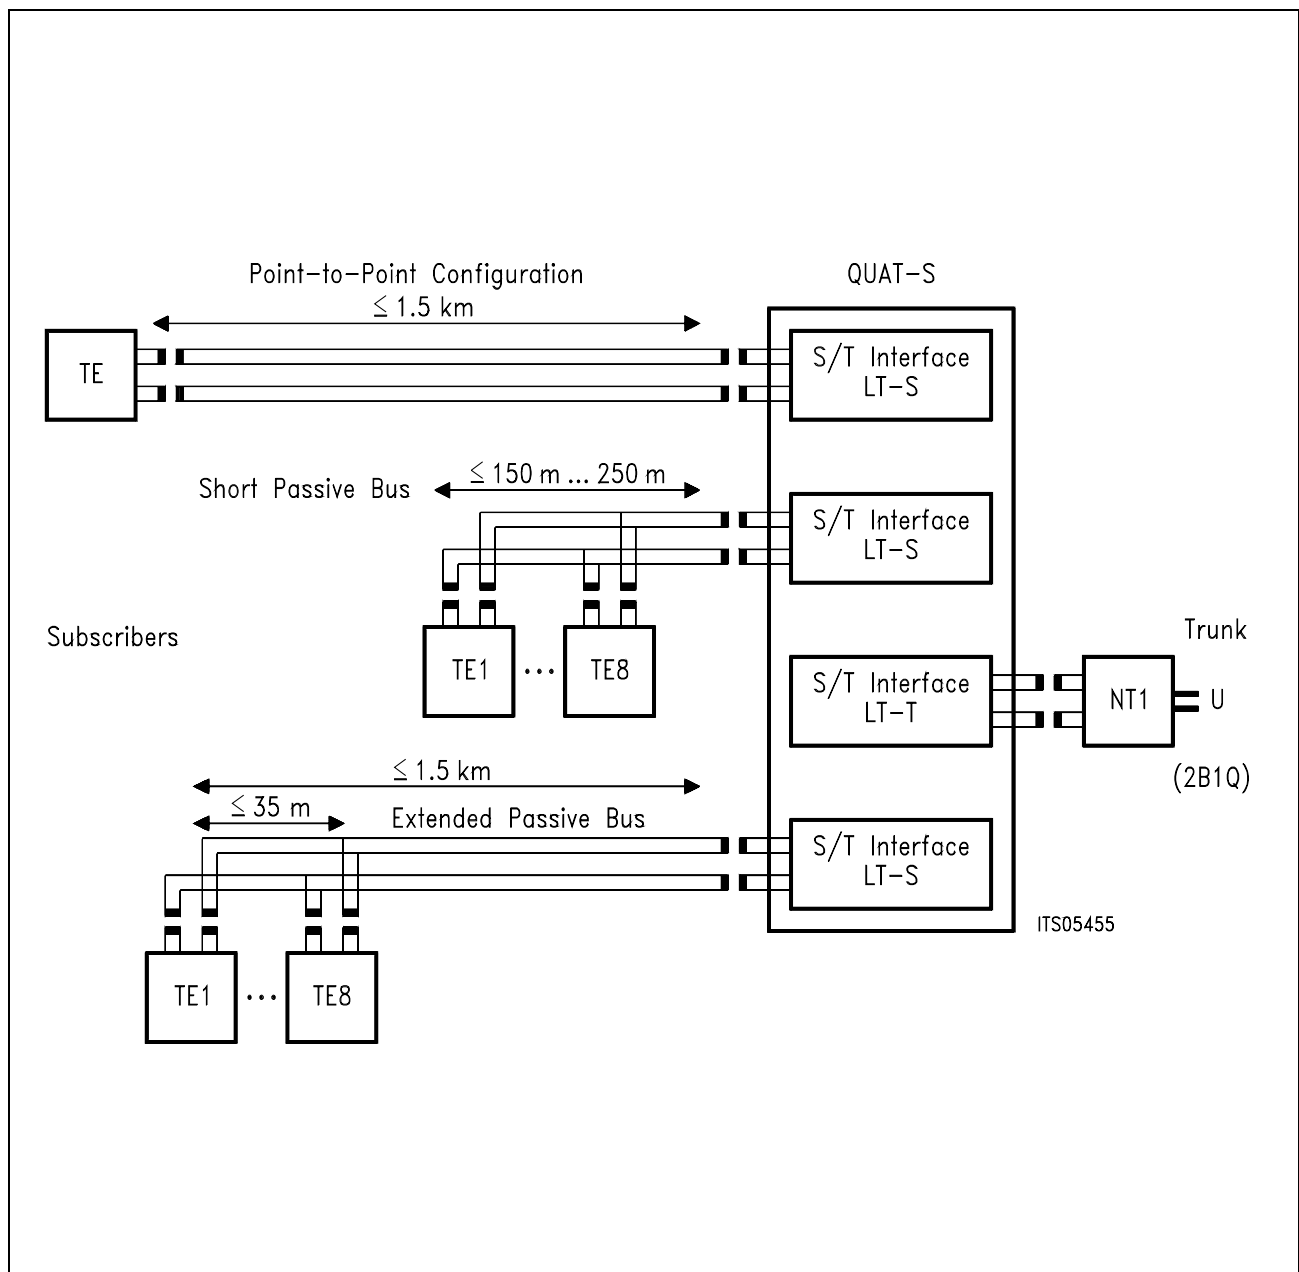 Point-to-Point Configuration
≤ 1.5 km
QUAT-S
TE
S/T Interface
LT-S
Short Passive Bus
≤ 150 m ... 250 m
S/T Interface
LT-S
Subscribers
TE1
...
TE8
S/T Interface
LT-T
NT1
Trunk
U
(2B1Q)
≤ 1.5 km
≤ 35 m
Extended Passive Bus
S/T Interface
LT-S
ITS05455
TE1
...
TE8